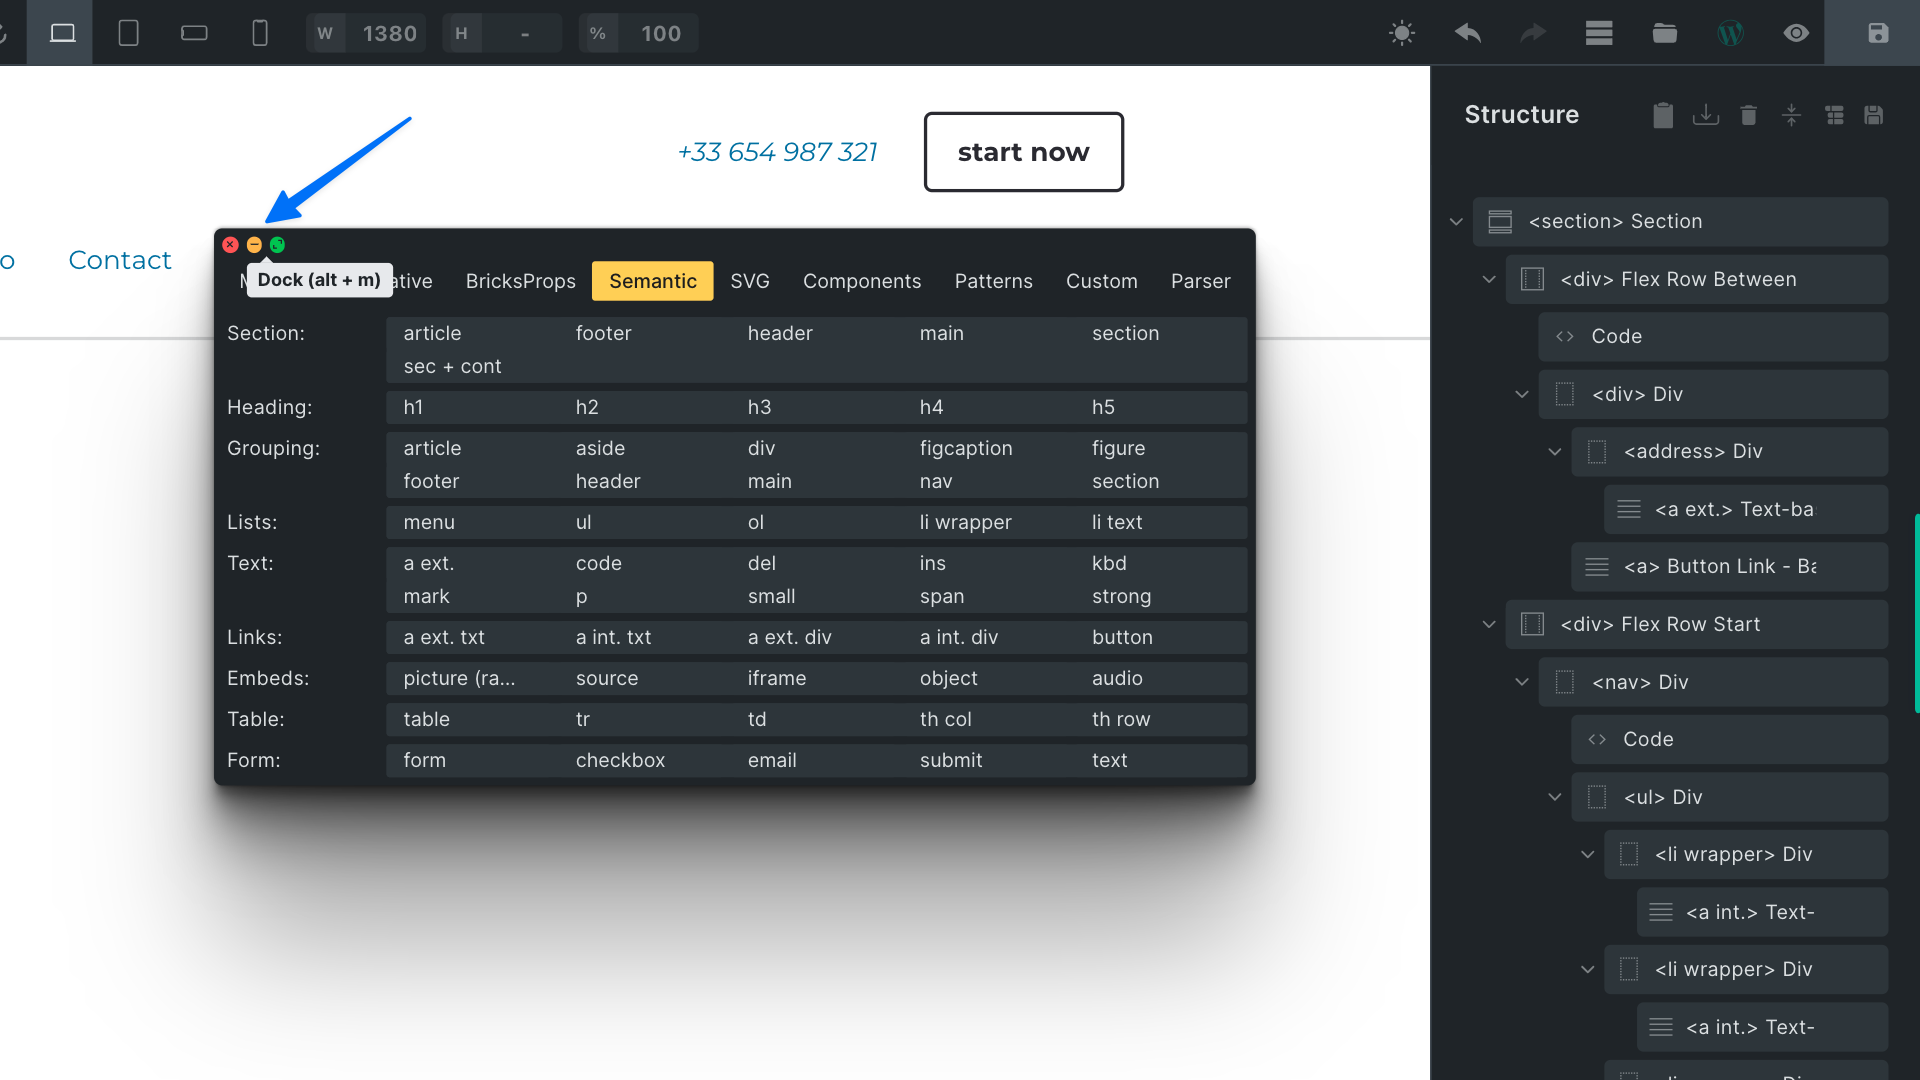 W 1380 H - % 100
Structure
+33 654 987 321
start now
Contact
Dock (alt + m)
BricksProps Semantic SVG Components Patterns Custom Parser
Section: article footer header main section
sec + cont
Heading: h1 h2 h3 h4 h5
Grouping: article aside div figcaption figure
footer header main nav section
Lists: menu ul ol li wrapper li text
Text: a ext. code del ins kbd
mark p small span strong
Links: a ext. txt a int. txt a ext. div a int. div button
Embeds: picture (ra... source iframe object audio
Table: table tr td th col th row
Form: form checkbox email submit text
<section> Section
<div> Flex Row Between
Code
<div> Div
<address> Div
<a ext.> Text-ba
<a> Button Link - Ba
<div> Flex Row Start
<nav> Div
Code
<ul> Div
<li wrapper> Div
<a int.> Text-
<li wrapper> Div
<a int.> Text-